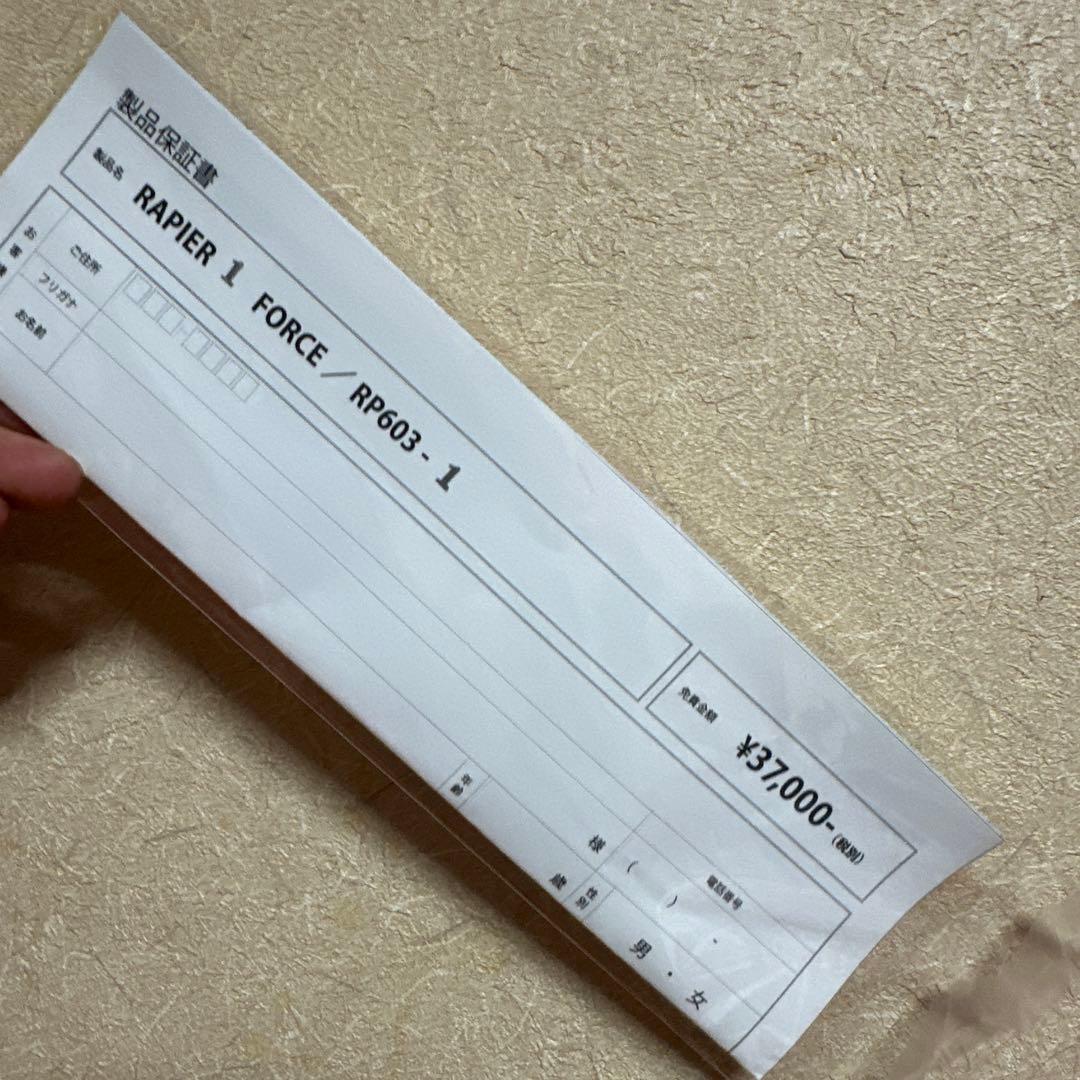 製品保証書
製品名 RAPIER 1 FORCE / RP603 - 1
免責金額 ¥37,000- (税別)
お客様
ご住所
電話番号
( ) -
フリガナ
お名前
様
性別 男 ・ 女
年齢 歳